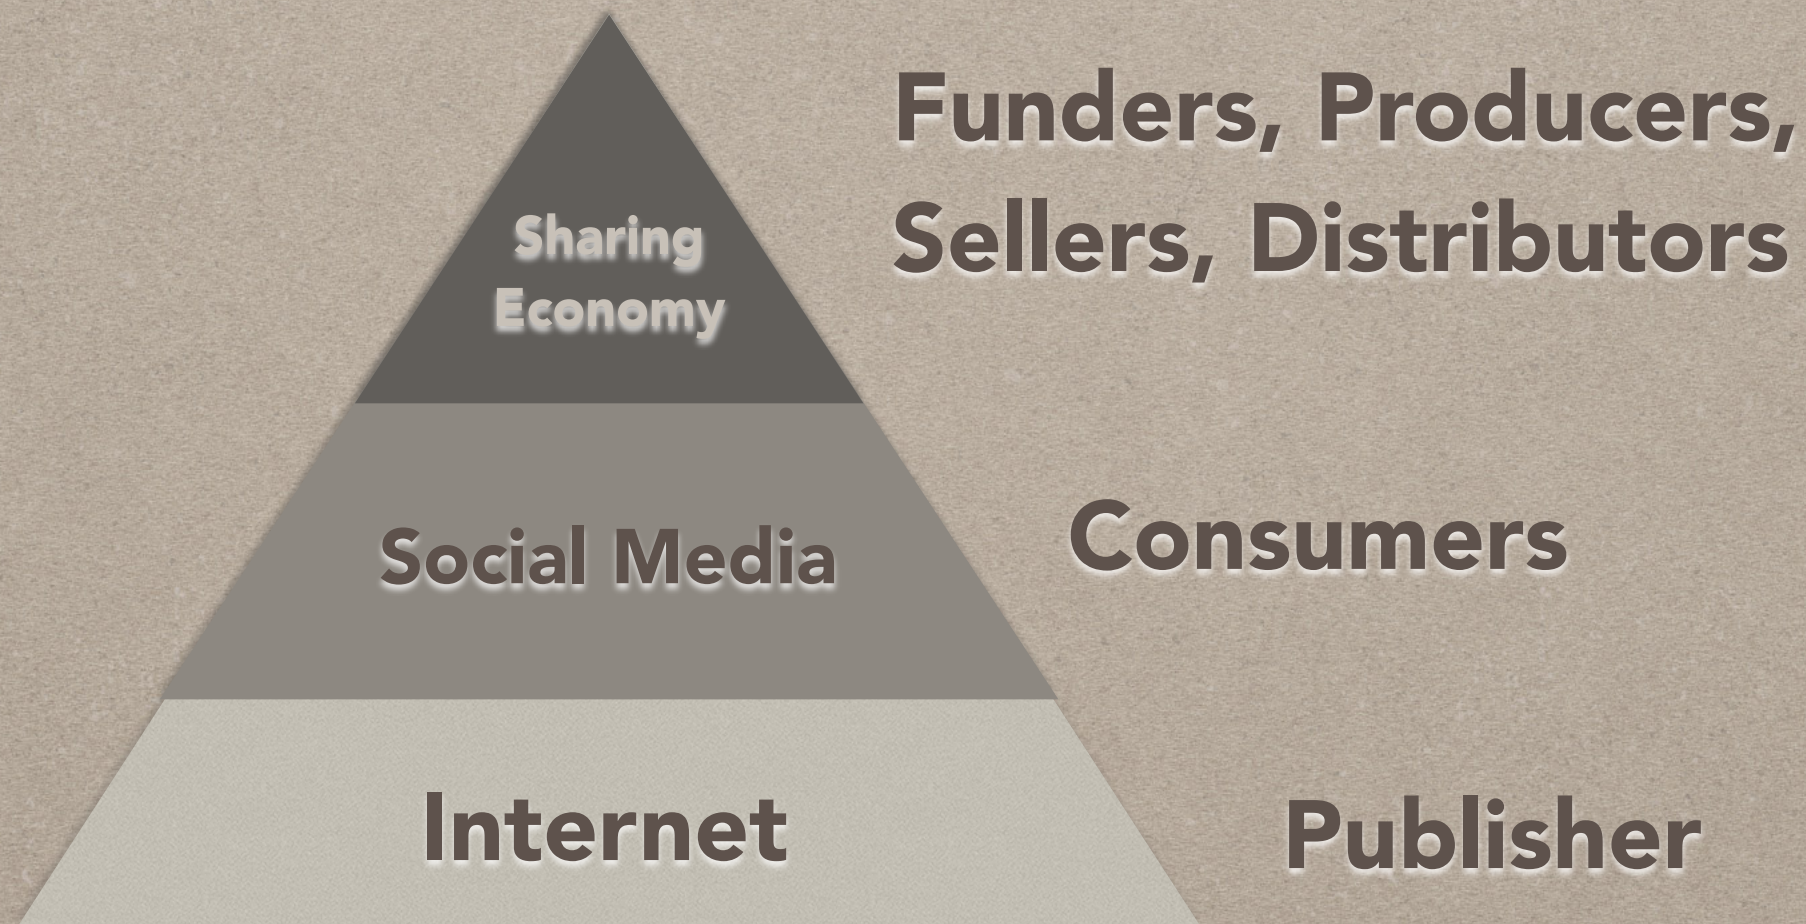 Funders, Producers,
Sellers, Distributors
Sharing
Economy
Consumers
Social Media
Publisher
Internet